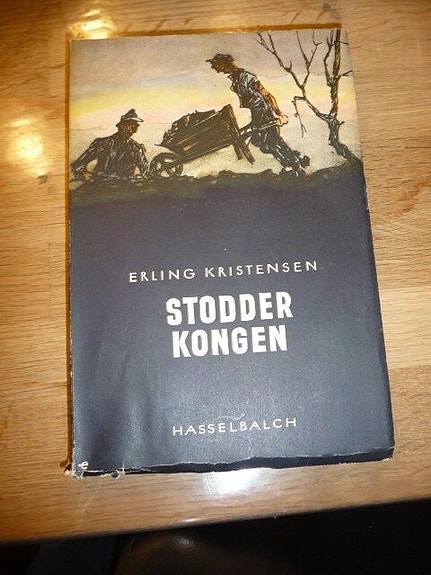 ERLING KRISTENSEN
STODDER
KONGEN
HASSELBALCH